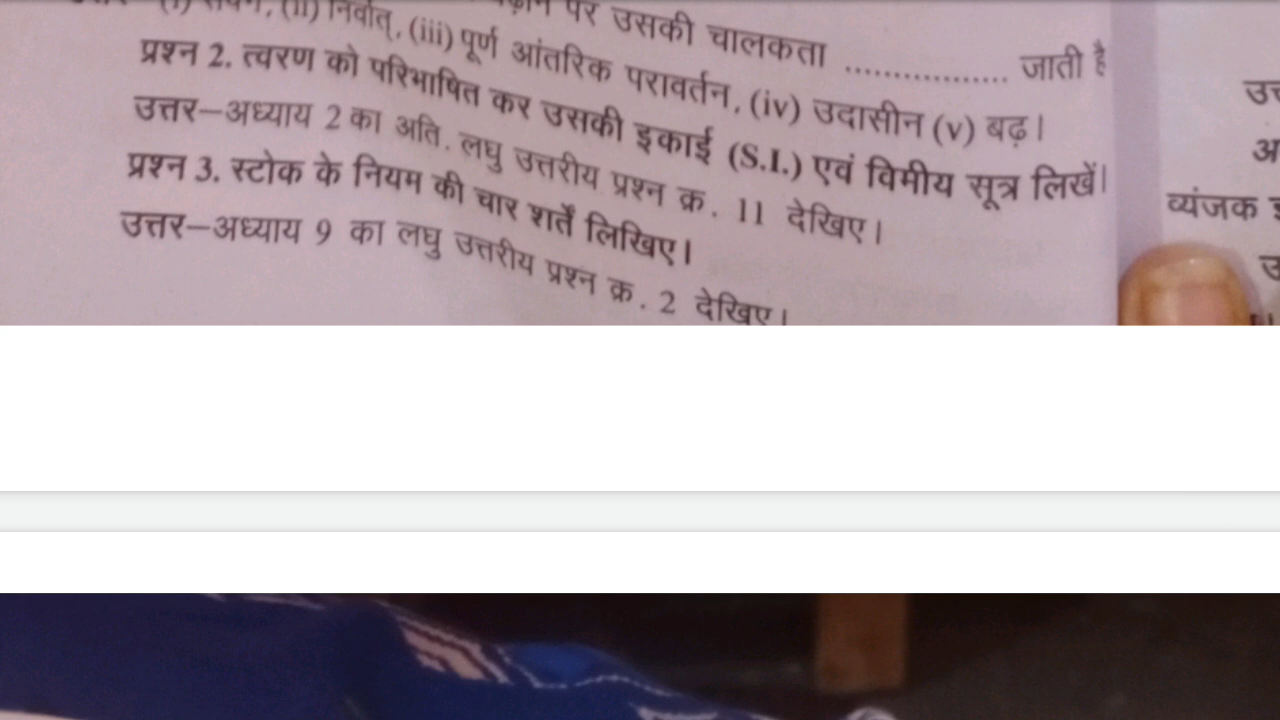 पर उसकी चालकता ................ जाती है
(ii) निर्वात्, (iii) पूर्ण आंतरिक परावर्तन, (iv) उदासीन (v) बढ़।
प्रश्न 2. त्वरण को परिभाषित कर उसकी इकाई (S.I.) एवं विमीय सूत्र लिखें।
उत्तर–अध्याय 2 का अति. लघु उत्तरीय प्रश्न क्र. 11 देखिए।
प्रश्न 3. स्टोक के नियम की चार शर्तें लिखिए।
उत्तर–अध्याय 9 का लघु उत्तरीय प्रश्न क्र. 2 देखिए।
व्यंजक